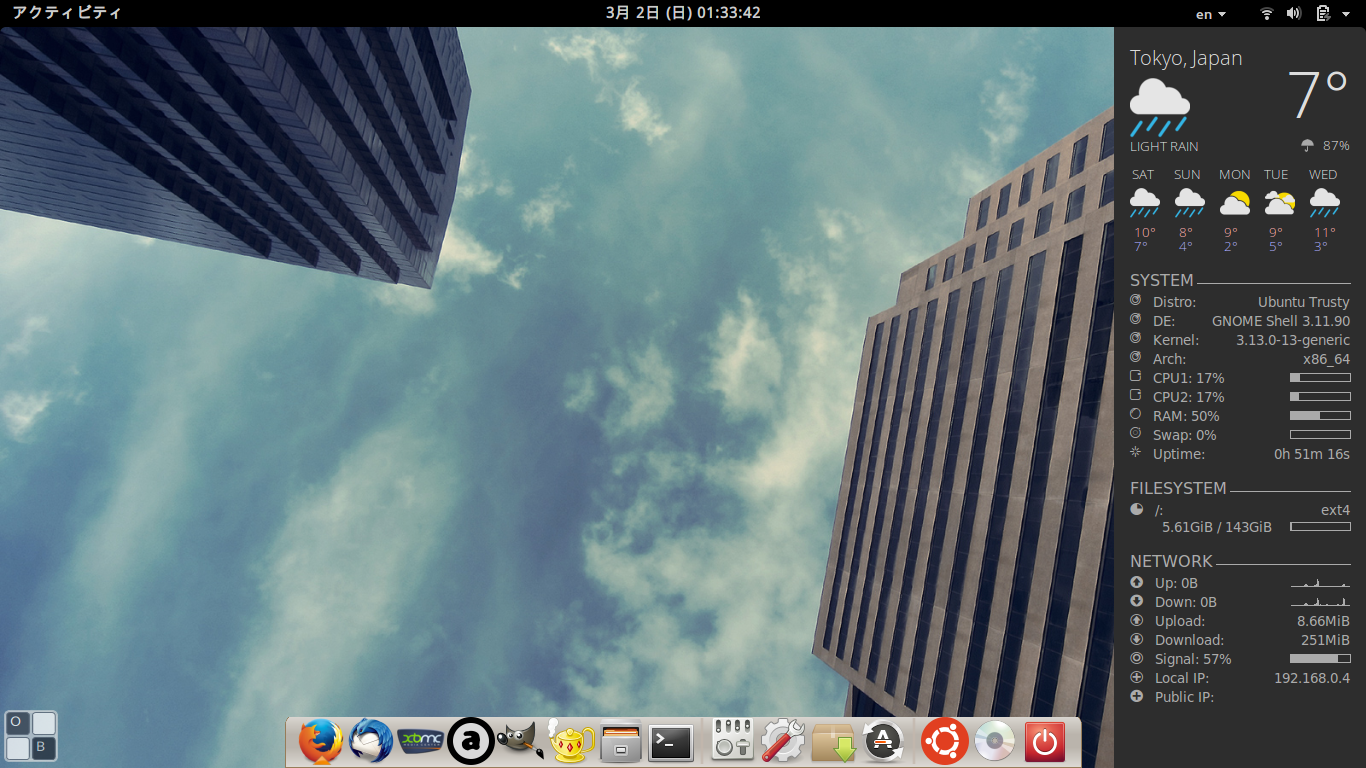 アクティビティ 3月 2日 (日) 01:33:42 en
Tokyo, Japan
7°
LIGHT RAIN 87%
SAT SUN MON TUE WED
10° 8° 9° 9° 11°
7° 4° 2° 5° 3°
SYSTEM
Distro: Ubuntu Trusty
DE: GNOME Shell 3.11.90
Kernel: 3.13.0-13-generic
Arch: x86_64
CPU1: 17%
CPU2: 17%
RAM: 50%
Swap: 0%
Uptime: 0h 51m 16s
FILESYSTEM
/: ext4
5.61GiB / 143GiB
NETWORK
Up: 0B
Down: 0B
Upload: 8.66MiB
Download: 251MiB
Signal: 57%
Local IP: 192.168.0.4
Public IP:
O
B
xbmc
MEDIA CENTER
a
>_
A